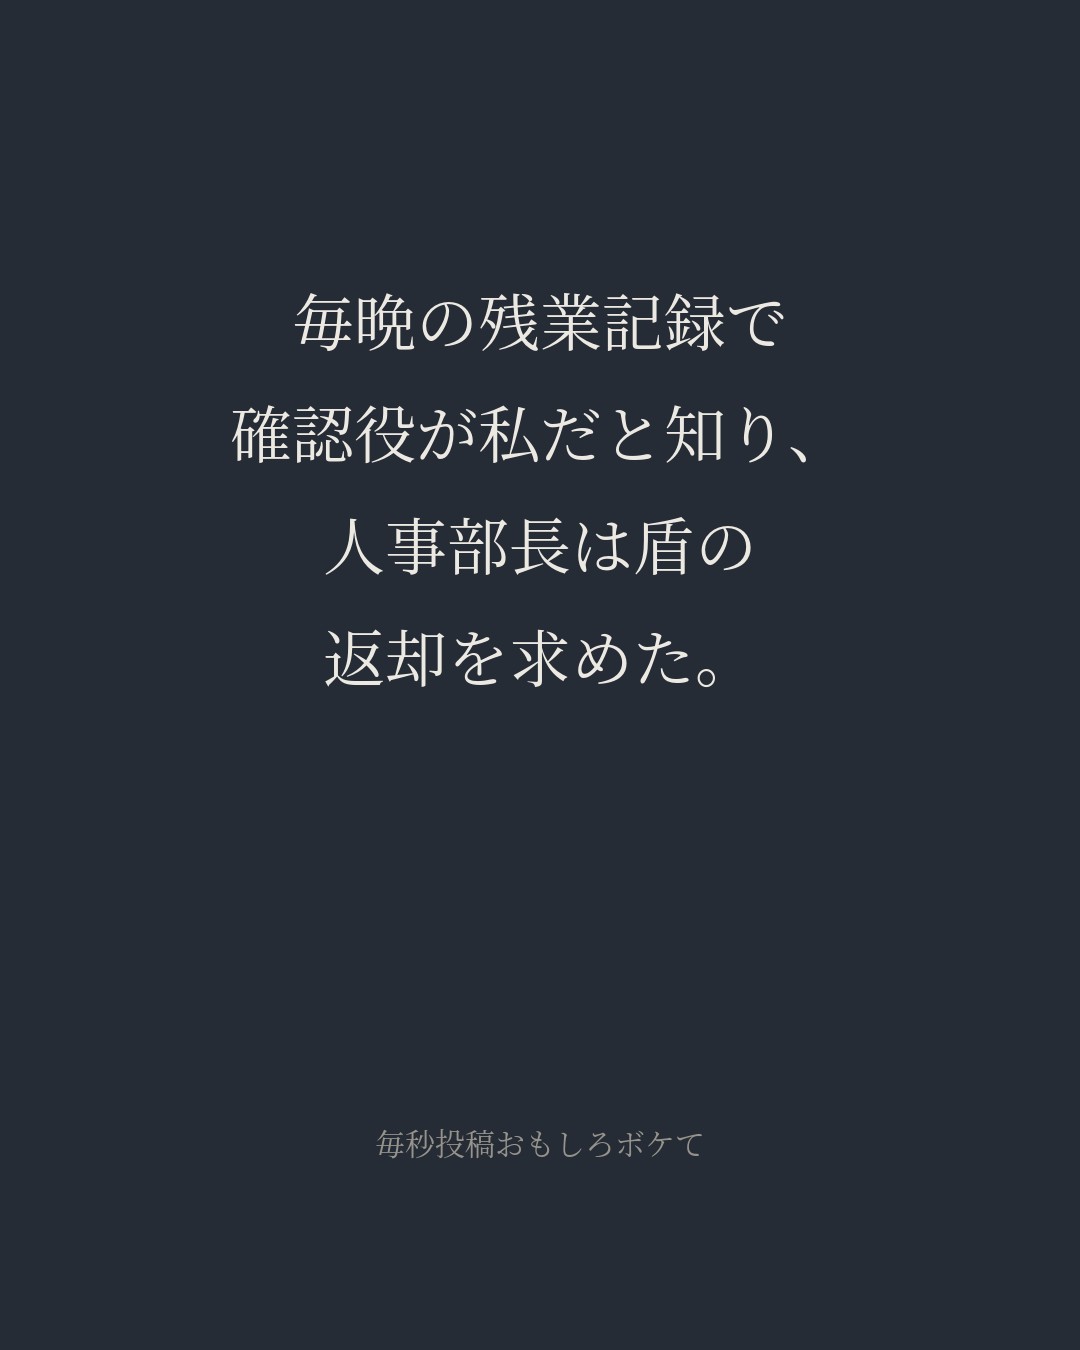 毎晩の残業記録で
確認役が私だと知り、
人事部長は盾の
返却を求めた。
毎秒投稿おもしろボケて